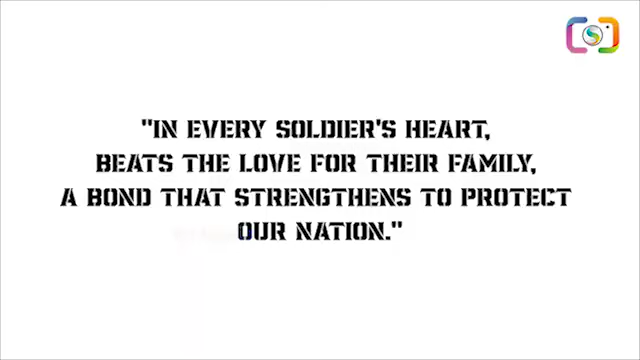 "IN EVERY SOLDIER'S HEART,
BEATS THE LOVE FOR THEIR FAMILY,
A BOND THAT STRENGTHENS TO PROTECT
OUR NATION."